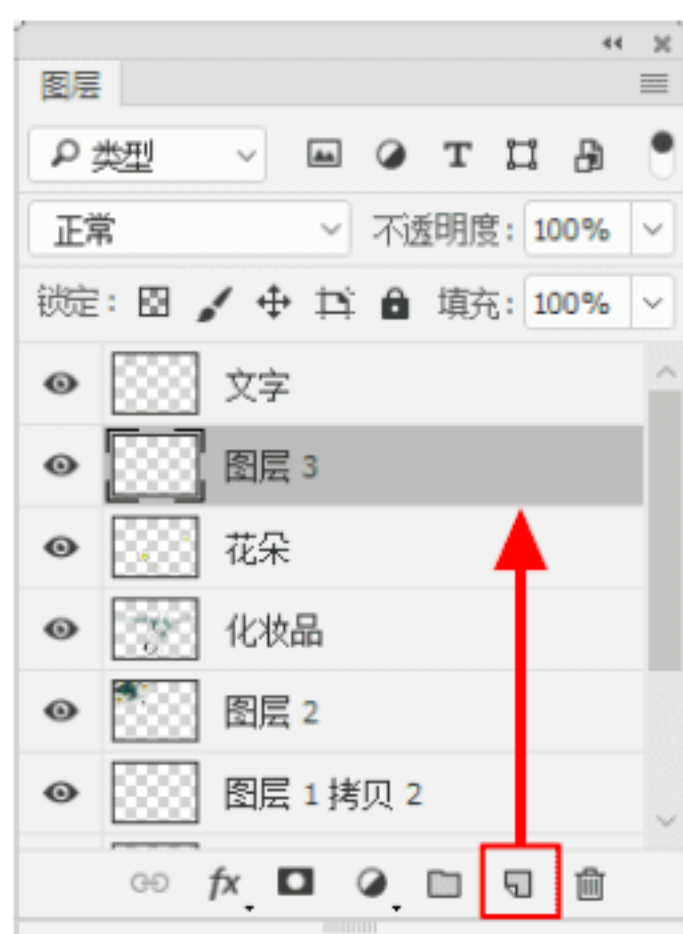 图层
类型
正常 不透明度: 100%
锁定: 填充: 100%
文字
图层 3
花朵
化妆品
图层 2
图层 1 拷贝 2
fx